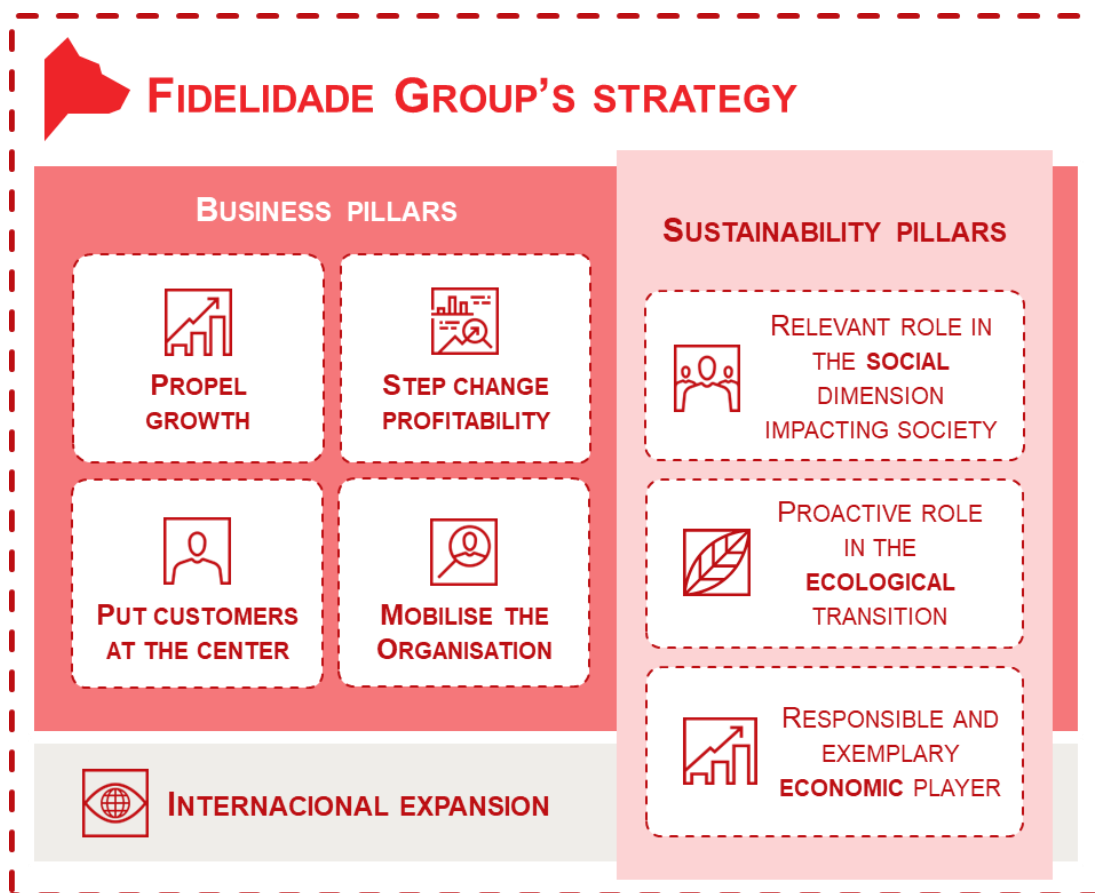 FIDELIDADE GROUP'S STRATEGY
BUSINESS PILLARS
PROPEL
GROWTH
STEP CHANGE
PROFITABILITY
PUT CUSTOMERS
AT THE CENTER
MOBILISE THE
ORGANISATION
INTERNACIONAL EXPANSION
SUSTAINABILITY PILLARS
RELEVANT ROLE IN
THE SOCIAL
DIMENSION
IMPACTING SOCIETY
PROACTIVE ROLE
IN THE
ECOLOGICAL
TRANSITION
RESPONSIBLE AND
EXEMPLARY
ECONOMIC PLAYER